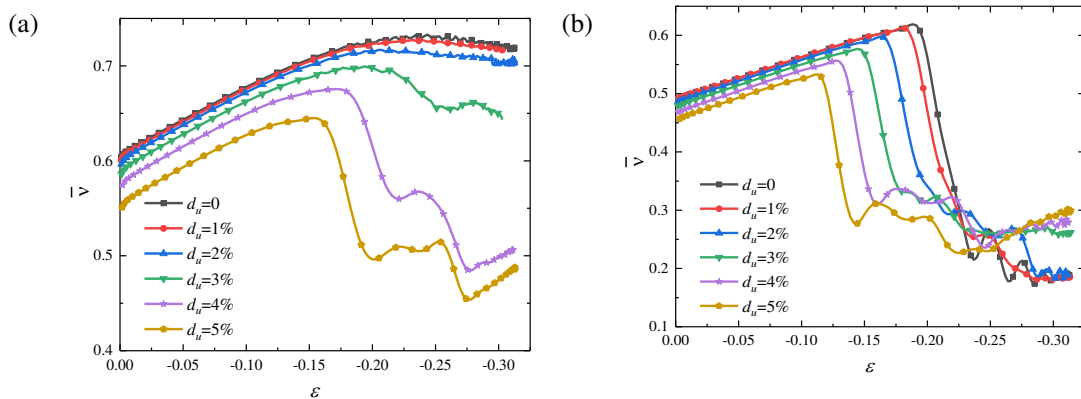 (a)
0.7
0.6
0.5
0.4
ν̅
d_u=0
d_u=1%
d_u=2%
d_u=3%
d_u=4%
d_u=5%
0.00 -0.05 -0.10 -0.15 -0.20 -0.25 -0.30
ε
(b)
0.6
0.5
0.4
0.3
0.2
0.1
ν̅
d_u=0
d_u=1%
d_u=2%
d_u=3%
d_u=4%
d_u=5%
0.00 -0.05 -0.10 -0.15 -0.20 -0.25 -0.30
ε